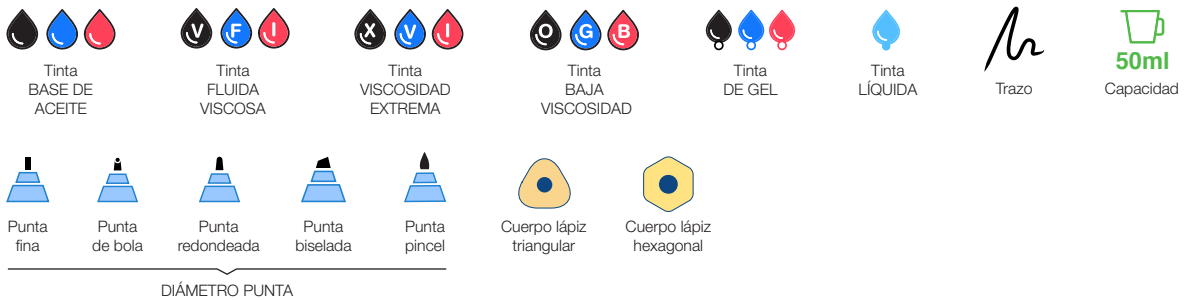 V F I
X V I
O G B
Tinta
BASE DE
ACEITE
Tinta
FLUIDA
VISCOSA
Tinta
VISCOSIDAD
EXTREMA
Tinta
BAJA
VISCOSIDAD
Tinta
DE GEL
Tinta
LÍQUIDA
Trazo
50ml
Capacidad
Punta
fina
Punta
de bola
Punta
redondeada
Punta
biselada
Punta
pincel
Cuerpo lápiz
triangular
Cuerpo lápiz
hexagonal
DIÁMETRO PUNTA